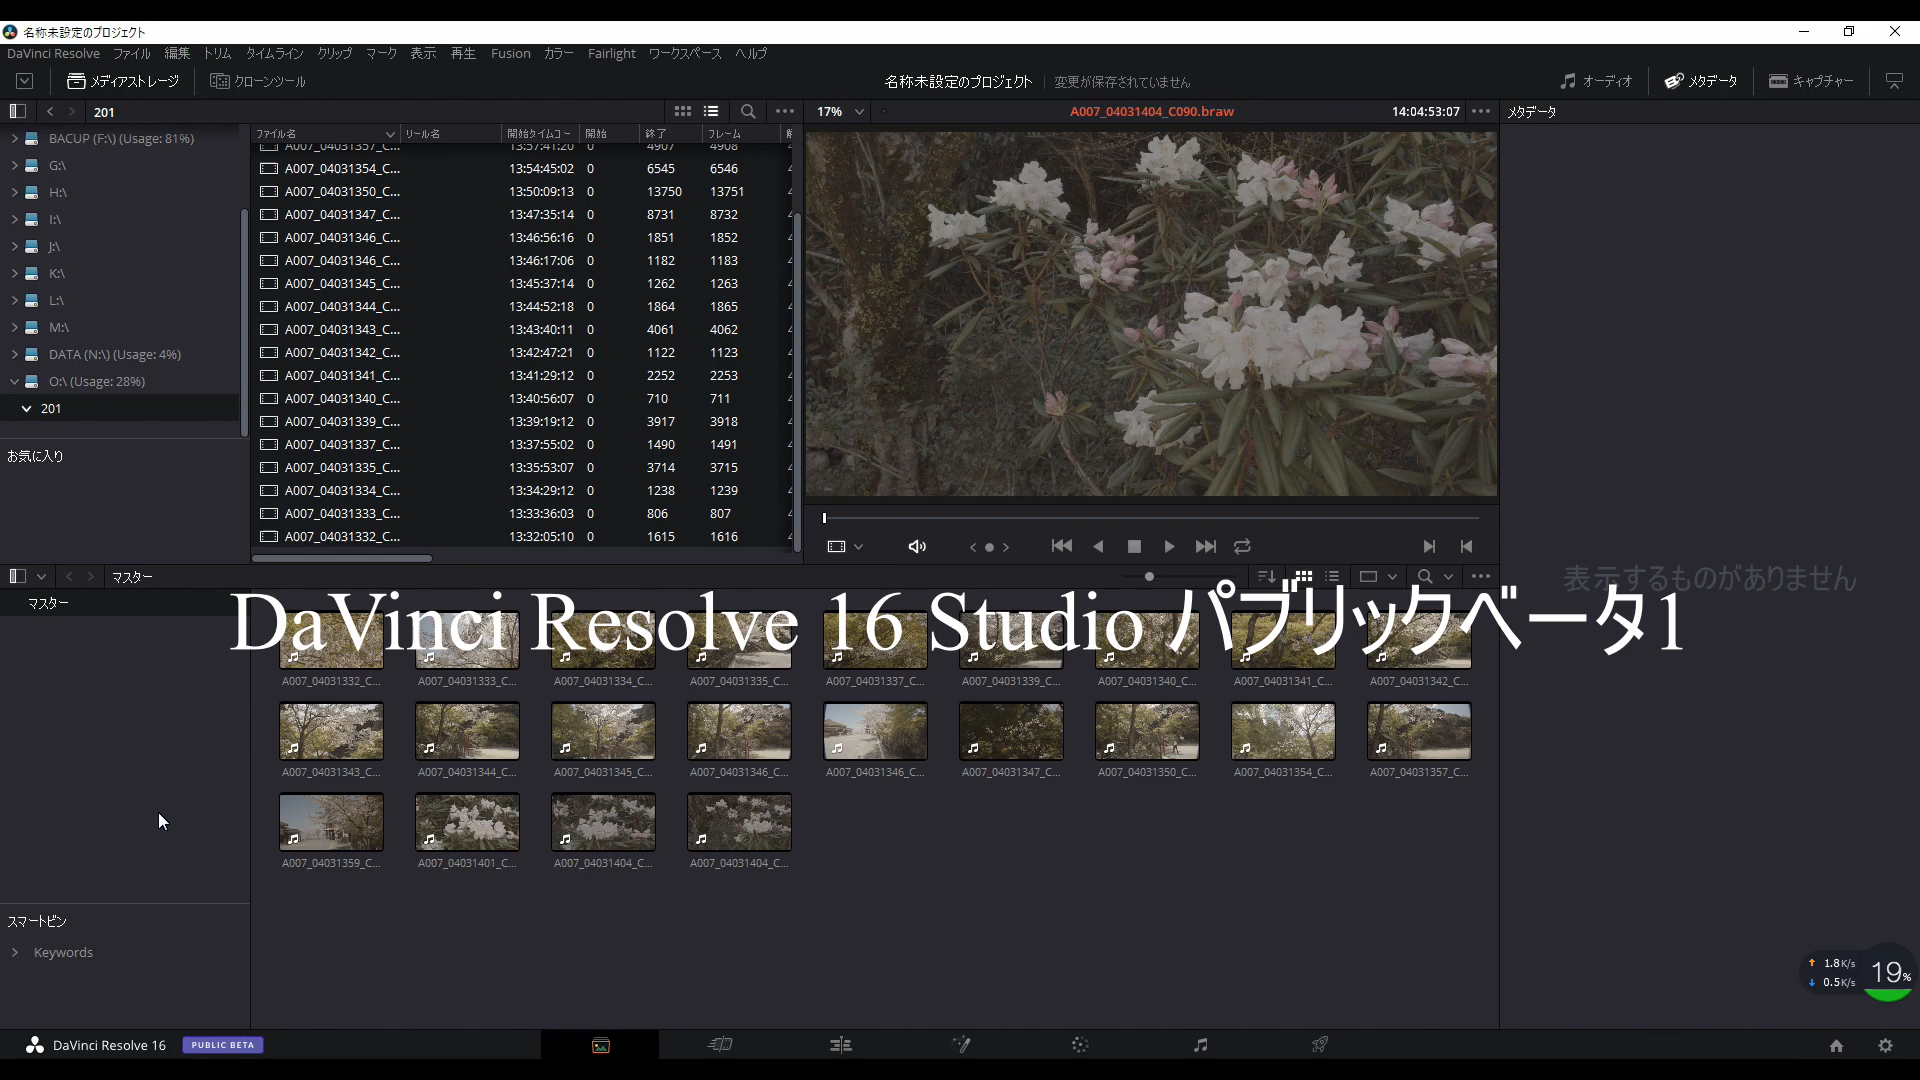 名称未設定のプロジェクト
DaVinci Resolve ファイル 編集 トリム タイムライン クリップ マーク 表示 再生 Fusion カラー Fairlight ワークスペース ヘルプ
メディアストレージ クローンツール 名称未設定のプロジェクト 変更が保存されていません オーディオ メタデータ キャプチャー
201 17% A007_04031404_C090.braw 14:04:53:07 メタデータ
BACUP (F:\) (Usage: 81%)
G:\
H:\
I:\
J:\
K:\
L:\
M:\
DATA (N:\) (Usage: 4%)
O:\ (Usage: 28%)
201
お気に入り
ファイル名 リール名 開始タイムコー 開始 終了 フレーム
A007_04031357_C... 13:57:41:20 0 4907 4908
A007_04031354_C... 13:54:45:02 0 6545 6546
A007_04031350_C... 13:50:09:13 0 13750 13751
A007_04031347_C... 13:47:35:14 0 8731 8732
A007_04031346_C... 13:46:56:16 0 1851 1852
A007_04031346_C... 13:46:17:06 0 1182 1183
A007_04031345_C... 13:45:37:14 0 1262 1263
A007_04031344_C... 13:44:52:18 0 1864 1865
A007_04031343_C... 13:43:40:11 0 4061 4062
A007_04031342_C... 13:42:47:21 0 1122 1123
A007_04031341_C... 13:41:29:12 0 2252 2253
A007_04031340_C... 13:40:56:07 0 710 711
A007_04031339_C... 13:39:19:12 0 3917 3918
A007_04031337_C... 13:37:55:02 0 1490 1491
A007_04031335_C... 13:35:53:07 0 3714 3715
A007_04031334_C... 13:34:29:12 0 1238 1239
A007_04031333_C... 13:33:36:03 0 806 807
A007_04031332_C... 13:32:05:10 0 1615 1616
マスター
表示するものがありません
マスター
DaVinci Resolve 16 Studio パブリックベータ1
A007_04031332_C... A007_04031333_C... A007_04031334_C... A007_04031335_C... A007_04031337_C... A007_04031339_C... A007_04031340_C... A007_04031341_C... A007_04031342_C...
A007_04031343_C... A007_04031344_C... A007_04031345_C... A007_04031346_C... A007_04031346_C... A007_04031347_C... A007_04031350_C... A007_04031354_C... A007_04031357_C...
A007_04031359_C... A007_04031401_C... A007_04031404_C... A007_04031404_C...
スマートビン
Keywords
1.8K/s
0.5K/s
19%
DaVinci Resolve 16 PUBLIC BETA